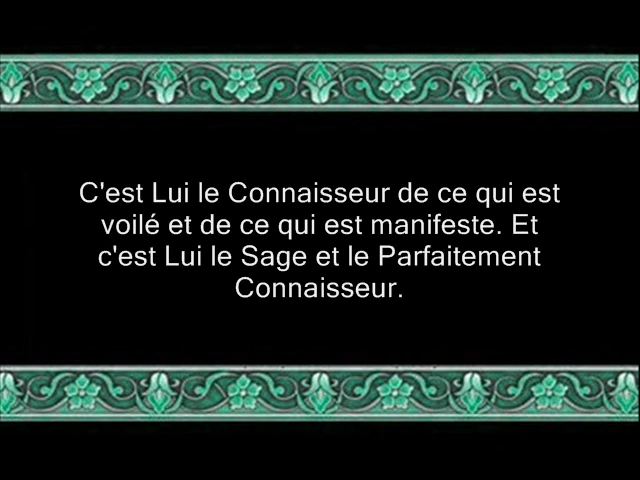 C'est Lui le Connaisseur de ce qui est
voilé et de ce qui est manifeste. Et
c'est Lui le Sage et le Parfaitement
Connaisseur.